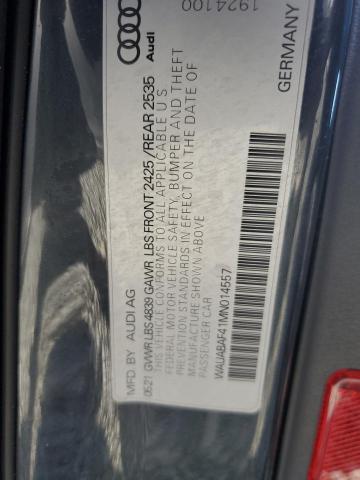 MFD. BY AUDI AG
Audi
0521 GVWR LBS 4839 GAWR LBS FRONT 2425 /REAR 2535
THIS VEHICLE CONFORMS TO ALL APPLICABLE U S
FEDERAL MOTOR VEHICLE SAFETY, BUMPER AND THEFT
PREVENTION STANDARDS IN EFFECT ON THE DATE OF
MANUFACTURE SHOWN ABOVE
PASSENGER CAR
1924100
WAUABAF41MN014557
GERMANY